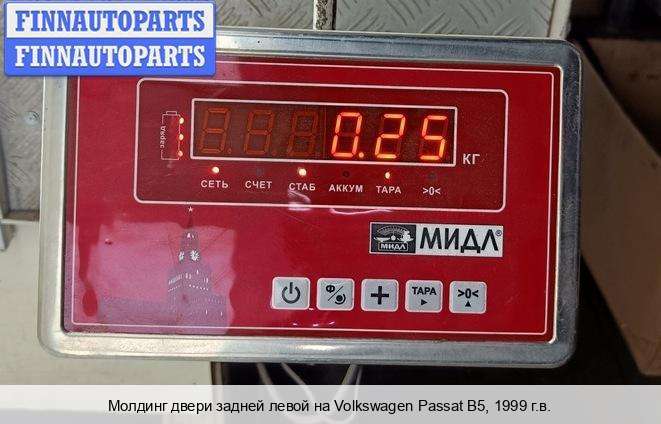 FINNAUTOPARTS
FINNAUTOPARTS
заряд
0.25
КГ
СЕТЬ СЧЕТ СТАБ АККУМ ТАРА >0<
МИДЛ МИДЛ®
Ф/ + ТАРА >0<
Молдинг двери задней левой на Volkswagen Passat B5, 1999 г.в.